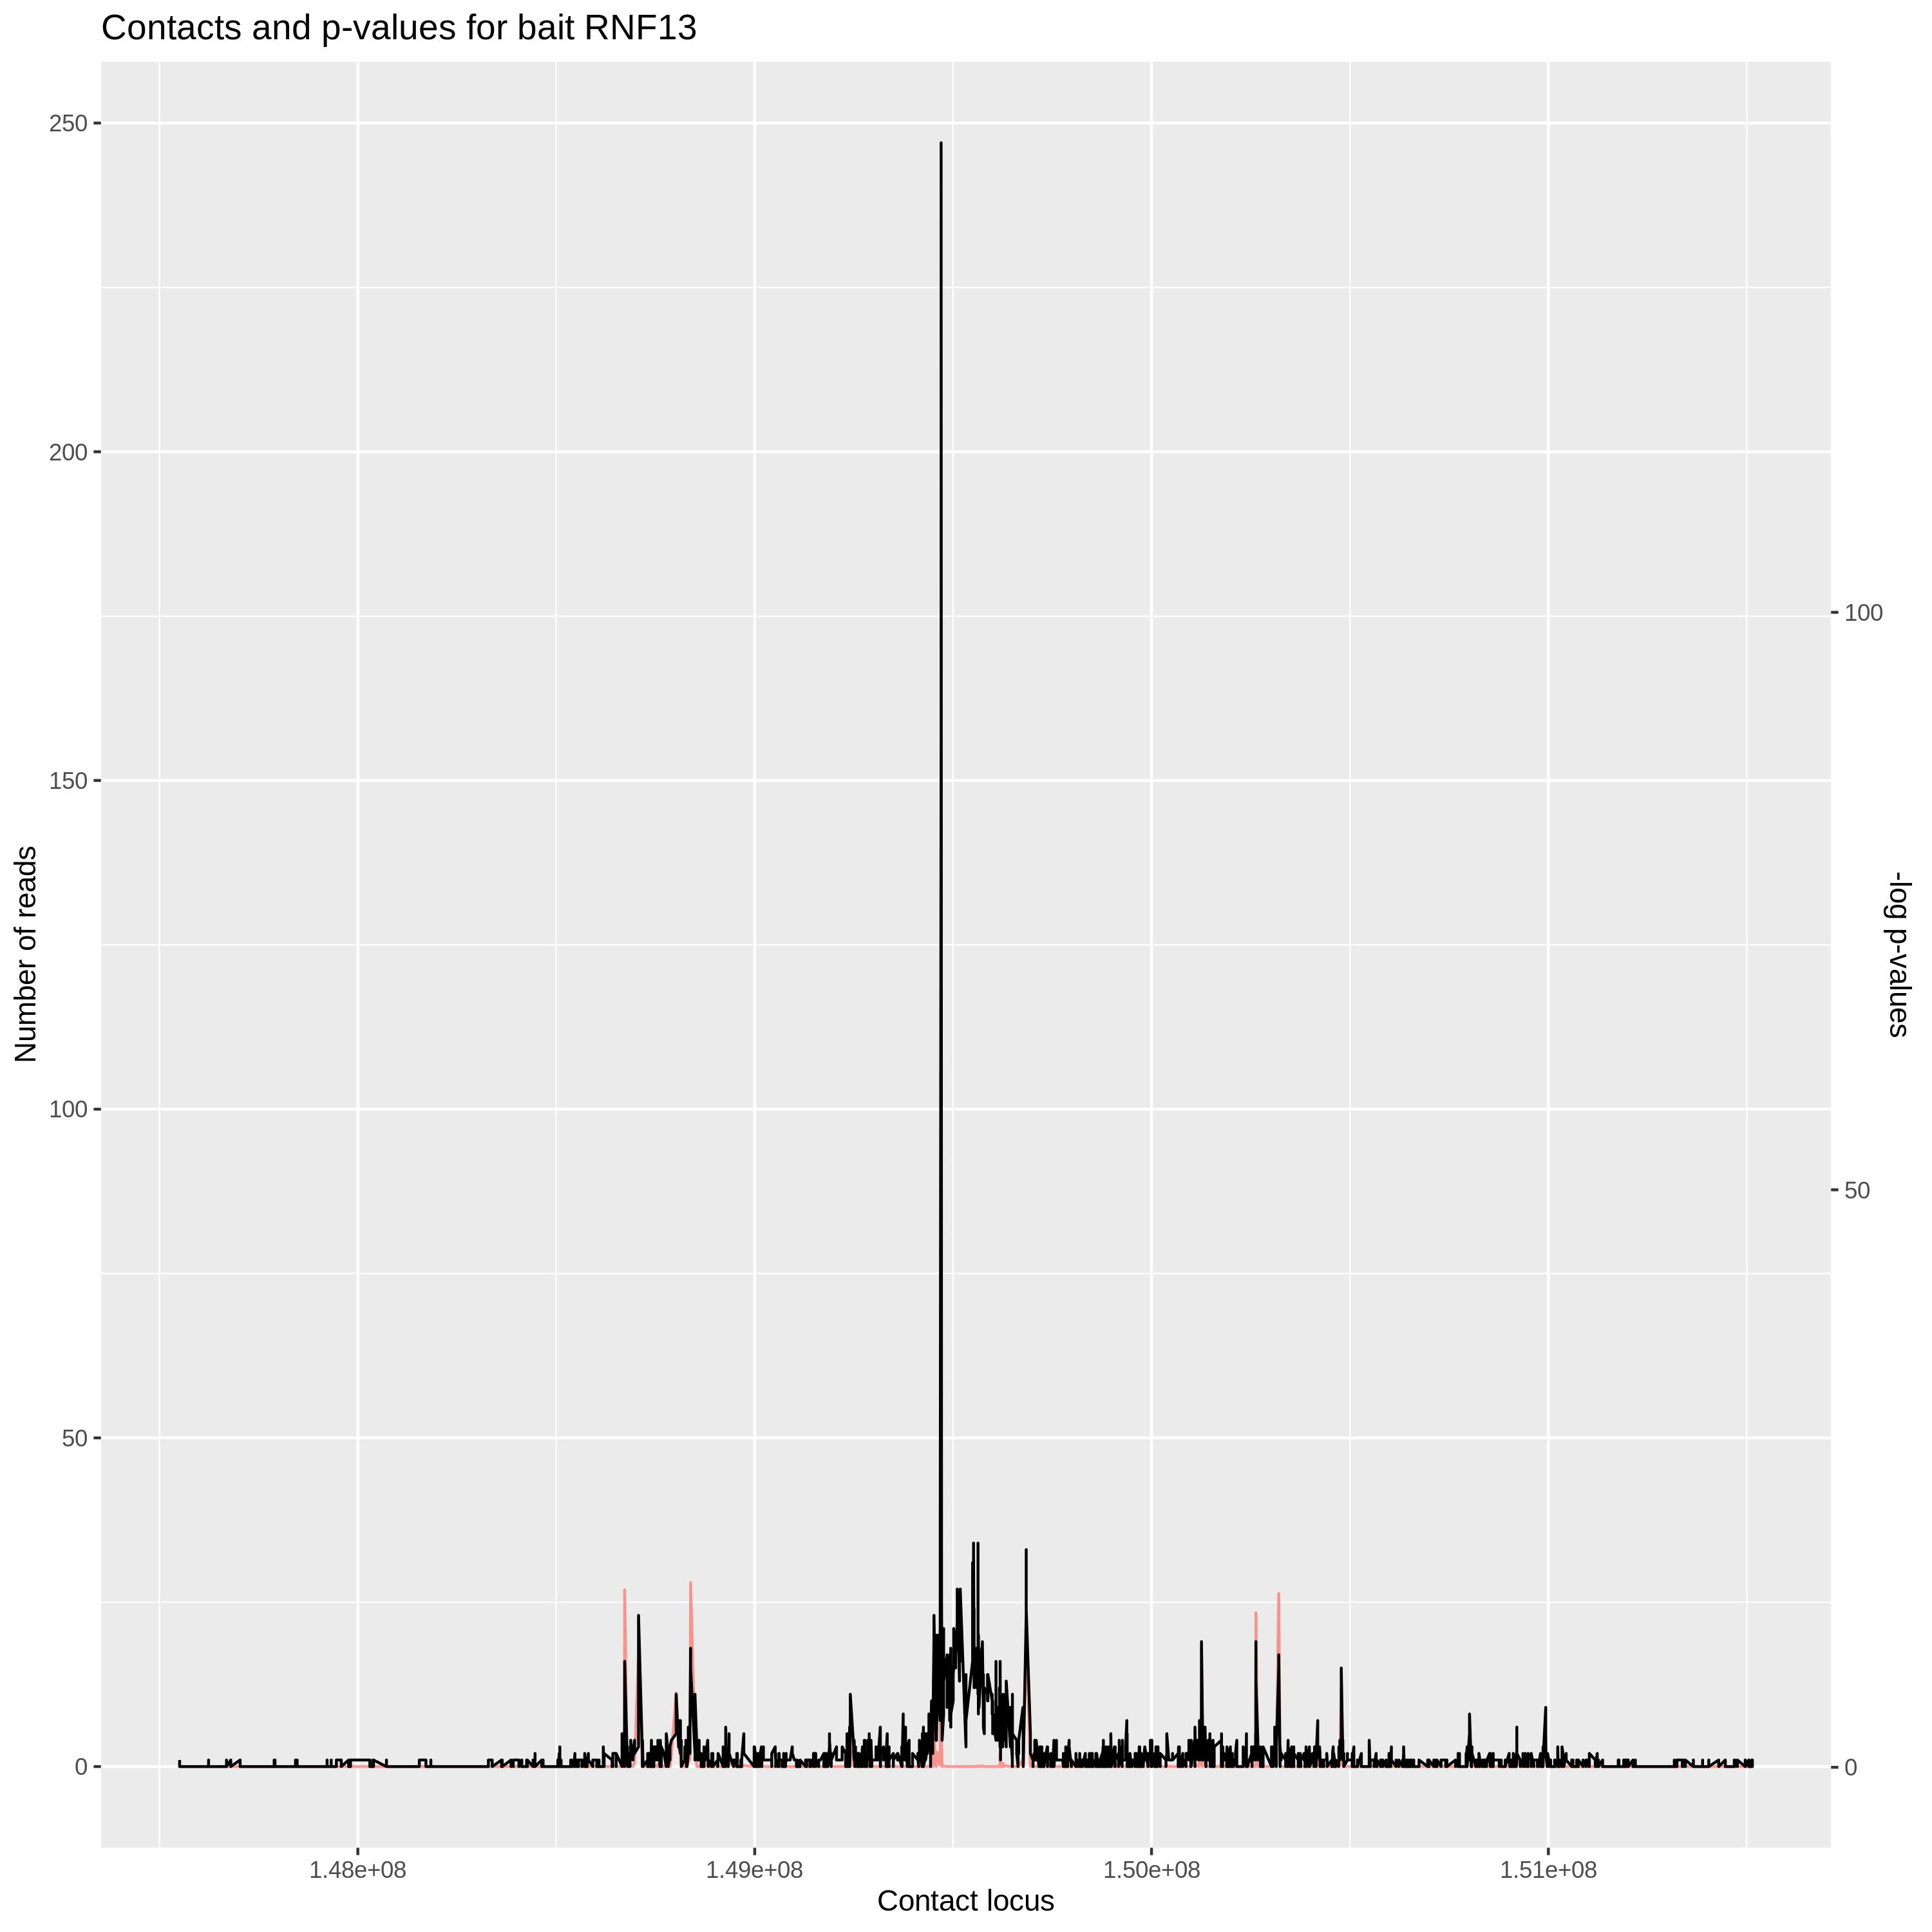 Contacts and p-values for bait RNF13
250
200
150
100
50
0
Number of reads
100
50
0
-log p-values
1.48e+08
1.49e+08
1.50e+08
1.51e+08
Contact locus